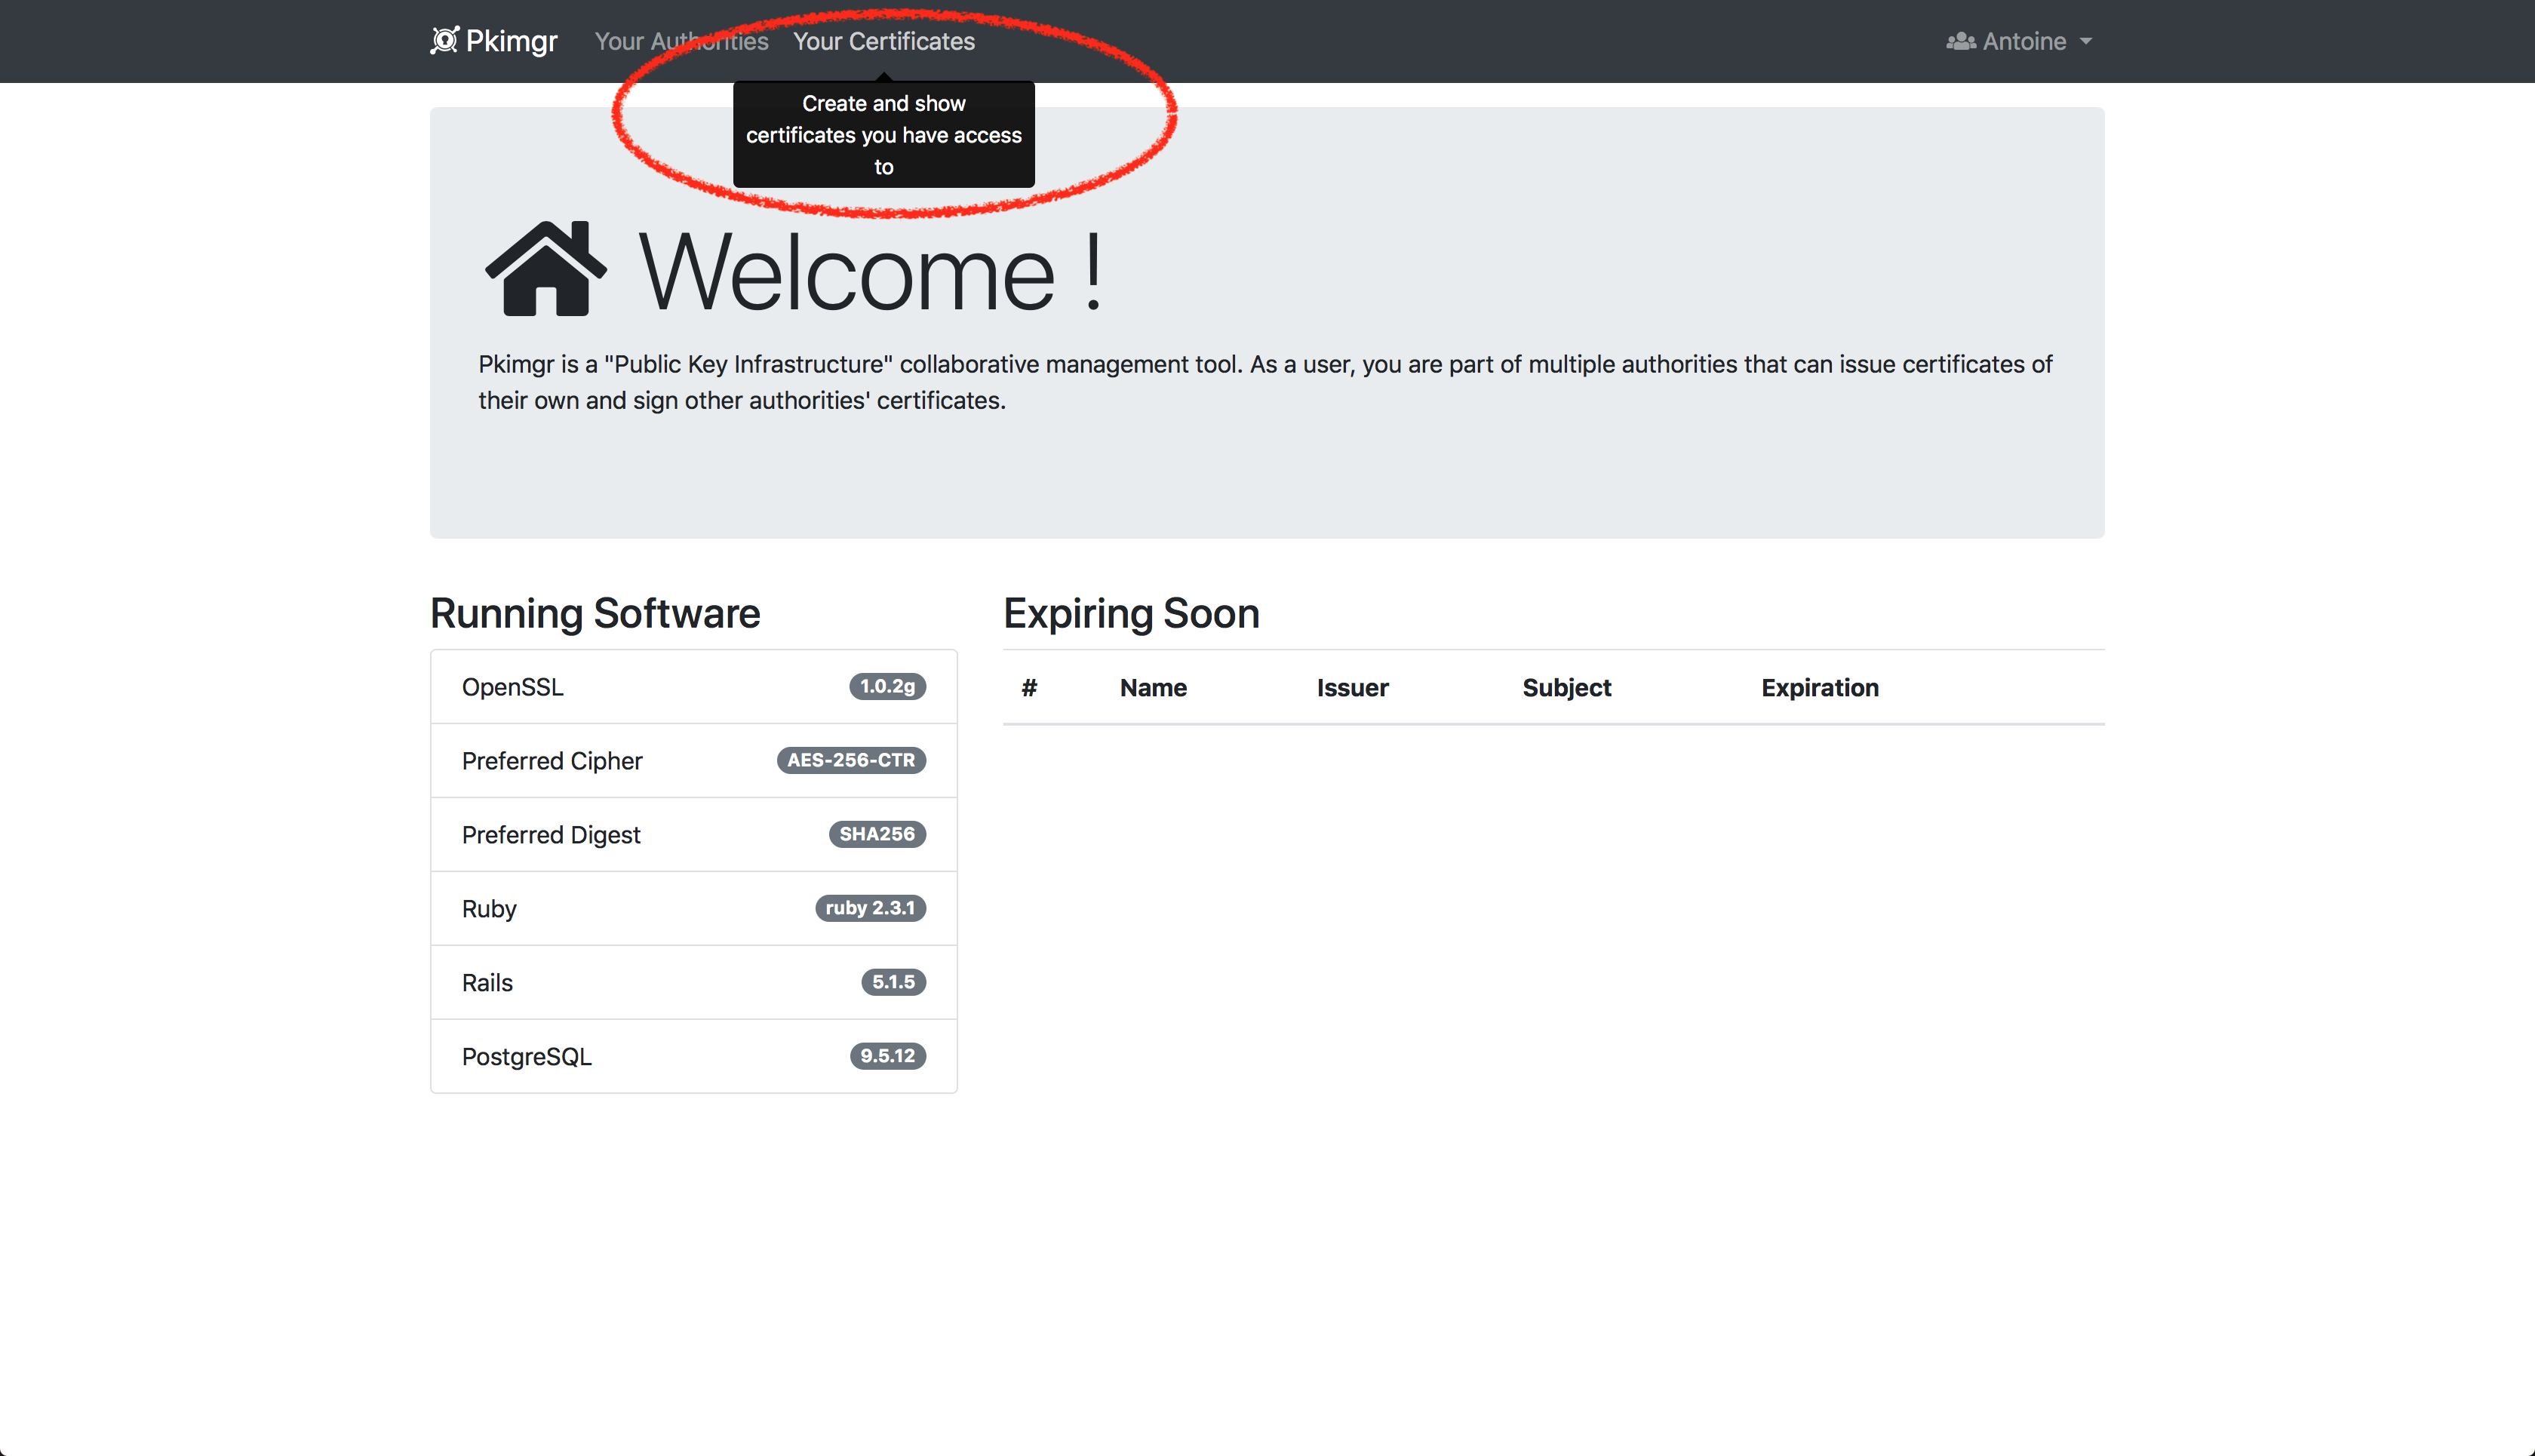 Pkimgr Your Authorities Your Certificates Antoine
Create and show
certificates you have access
to
Welcome !
Pkimgr is a "Public Key Infrastructure" collaborative management tool. As a user, you are part of multiple authorities that can issue certificates of
their own and sign other authorities' certificates.
Running Software
OpenSSL 1.0.2g
Preferred Cipher AES-256-CTR
Preferred Digest SHA256
Ruby ruby 2.3.1
Rails 5.1.5
PostgreSQL 9.5.12
Expiring Soon
# Name Issuer Subject Expiration